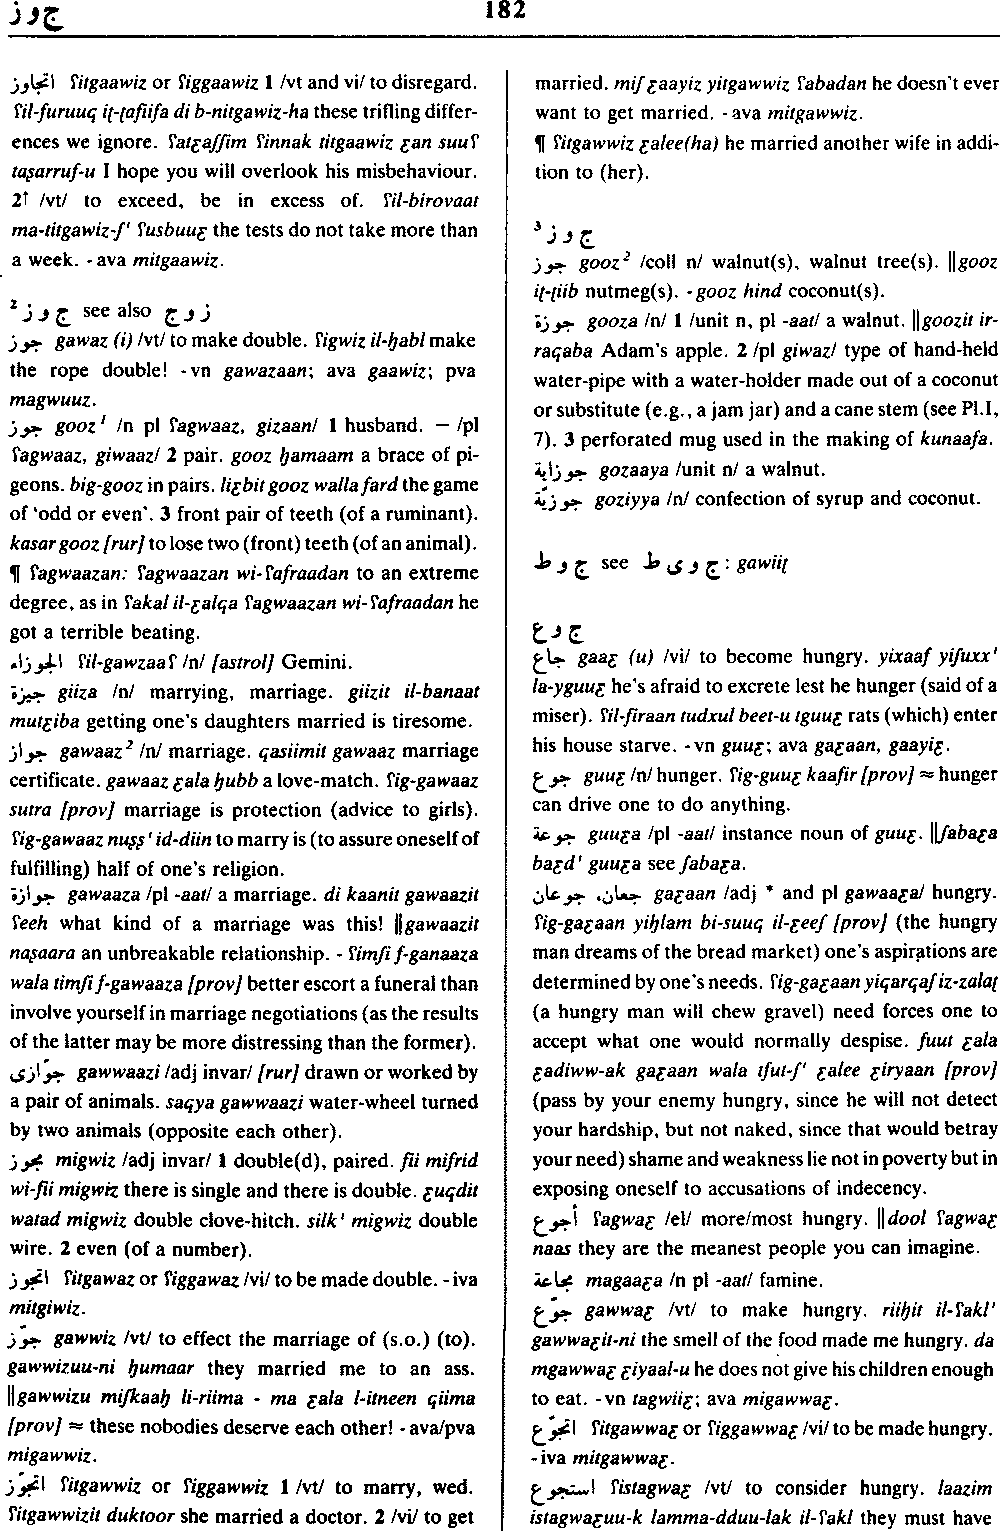 ج و ز
182
اتجاوز ʕitgaawiz or ʕiggaawiz 1 /vt and vi/ to disregard.
ʕil-furuuq iṭ-ṭafiifa di b-nitgawiz-ha these trifling differ-
ences we ignore. ʕatɛaʃʃim ʕinnak titgaawiz ɛan suuʕ
taṣarruf-u I hope you will overlook his misbehaviour.
2↑ /vt/ to exceed, be in excess of. ʕil-birovaat
ma-titgawiz-ʃ' ʕusbuuɛ the tests do not take more than
a week. - ava mitgaawiz.
² ج و ز see also ز و ج
جوز gawaz (i) /vt/ to make double. ʕigwiz il-ḥabl make
the rope double! - vn gawazaan; ava gaawiz; pva
magwuuz.
جوز gooz¹ /n pl ʕagwaaz, gizaan/ 1 husband. — /pl
ʕagwaaz, giwaaz/ 2 pair. gooz ḥamaam a brace of pi-
geons. big-gooz in pairs. liɛbit gooz walla fard the game
of ‘odd or even’. 3 front pair of teeth (of a ruminant).
kasar gooz [rur] to lose two (front) teeth (of an animal).
¶ ʕagwaazan: ʕagwaazan wi-ʕafraadan to an extreme
degree, as in ʕakal il-ɛalqa ʕagwaazan wi-ʕafraadan he
got a terrible beating.
الجوزاء ʕil-gawzaaʕ /n/ [astrol] Gemini.
جيزة giiza /n/ marrying, marriage. giizit il-banaat
mutɛiba getting one's daughters married is tiresome.
جواز gawaaz² /n/ marriage. qasiimit gawaaz marriage
certificate. gawaaz ɛala ḥubb a love-match. ʕig-gawaaz
sutra [prov] marriage is protection (advice to girls).
ʕig-gawaaz nuṣṣ' id-diin to marry is (to assure oneself of
fulfilling) half of one's religion.
جوازة gawaaza /pl -aat/ a marriage. di kaanit gawaazit
ʕeeh what kind of a marriage was this! ‖gawaazit
naṣaara an unbreakable relationship. - ʕimʃi f-ganaaza
wala timʃi f-gawaaza [prov] better escort a funeral than
involve yourself in marriage negotiations (as the results
of the latter may be more distressing than the former).
جوّازى gawwaazi /adj invar/ [rur] drawn or worked by
a pair of animals. saqya gawwaazi water-wheel turned
by two animals (opposite each other).
مجوز migwiz /adj invar/ 1 double(d), paired. fii mifrid
wi-fii migwiz there is single and there is double. ɛuqdit
watad migwiz double clove-hitch. silk' migwiz double
wire. 2 even (of a number).
اتجوز ʕitgawaz or ʕiggawaz /vi/ to be made double. - iva
mitgiwiz.
جوّز gawwiz /vt/ to effect the marriage of (s.o.) (to).
gawwizuu-ni ḥumaar they married me to an ass.
‖gawwizu miʃkaaḥ li-riima - ma ɛala l-itneen qiima
[prov] ≈ these nobodies deserve each other! - ava/pva
migawwiz.
اتجوّز ʕitgawwiz or ʕiggawwiz 1 /vt/ to marry, wed.
ʕitgawwizit duktoor she married a doctor. 2 /vi/ to get
married. miʃ ɛaayiz yitgawwiz ʕabadan he doesn't ever
want to get married. - ava mitgawwiz.
¶ ʕitgawwiz ɛalee(ha) he married another wife in addi-
tion to (her).
³ ج و ز
جوز gooz² /coll n/ walnut(s), walnut tree(s). ‖gooz
iṭ-ṭiib nutmeg(s). - gooz hind coconut(s).
جوزة gooza /n/ 1 /unit n, pl -aat/ a walnut. ‖goozit ir-
raqaba Adam's apple. 2 /pl giwaz/ type of hand-held
water-pipe with a water-holder made out of a coconut
or substitute (e.g., a jam jar) and a cane stem (see Pl.I,
7). 3 perforated mug used in the making of kunaafa.
جوزاية gozaaya /unit n/ a walnut.
جوزيّة goziyya /n/ confection of syrup and coconut.
ج و ط see ج و ى ط : gawiiṭ
ج و ع
جاع gaaɛ (u) /vi/ to become hungry. yixaaf yiʃuxx'
la-yguuɛ he's afraid to excrete lest he hunger (said of a
miser). ʕil-firaan tudxul beet-u tguuɛ rats (which) enter
his house starve. - vn guuɛ; ava gaɛaan, gaayiɛ.
جوع guuɛ /n/ hunger. ʕig-guuɛ kaafir [prov] ≈ hunger
can drive one to do anything.
جوعة guuɛa /pl -aat/ instance noun of guuɛ. ‖ʃabaɛa
baɛd' guuɛa see ʃabaɛa.
جعان، جوعان gaɛaan /adj * and pl gawaaɛa/ hungry.
ʕig-gaɛaan yiḥlam bi-suuq il-ɛeeʃ [prov] (the hungry
man dreams of the bread market) one's aspirations are
determined by one's needs. ʕig-gaɛaan yiqarqaʃ iz-zalaṭ
(a hungry man will chew gravel) need forces one to
accept what one would normally despise. fuut ɛala
ɛadiww-ak gaɛaan wala tfut-ʃ' ɛalee ɛiryaan [prov]
(pass by your enemy hungry, since he will not detect
your hardship, but not naked, since that would betray
your need) shame and weakness lie not in poverty but in
exposing oneself to accusations of indecency.
أجوع ʕagwaɛ /el/ more/most hungry. ‖dool ʕagwaɛ
naas they are the meanest people you can imagine.
مجاعة magaaɛa /n pl -aat/ famine.
جوّع gawwaɛ /vt/ to make hungry. riiḥit il-ʕakl'
gawwaɛit-ni the smell of the food made me hungry. da
mgawwaɛ ɛiyaal-u he does not give his children enough
to eat. - vn tagwiiɛ; ava migawwaɛ.
اتجوّع ʕitgawwaɛ or ʕiggawwaɛ /vi/ to be made hungry.
- iva mitgawwaɛ.
استجوع ʕistagwaɛ /vt/ to consider hungry. laazim
istagwaɛuu-k lamma-dduu-lak il-ʕakl they must have